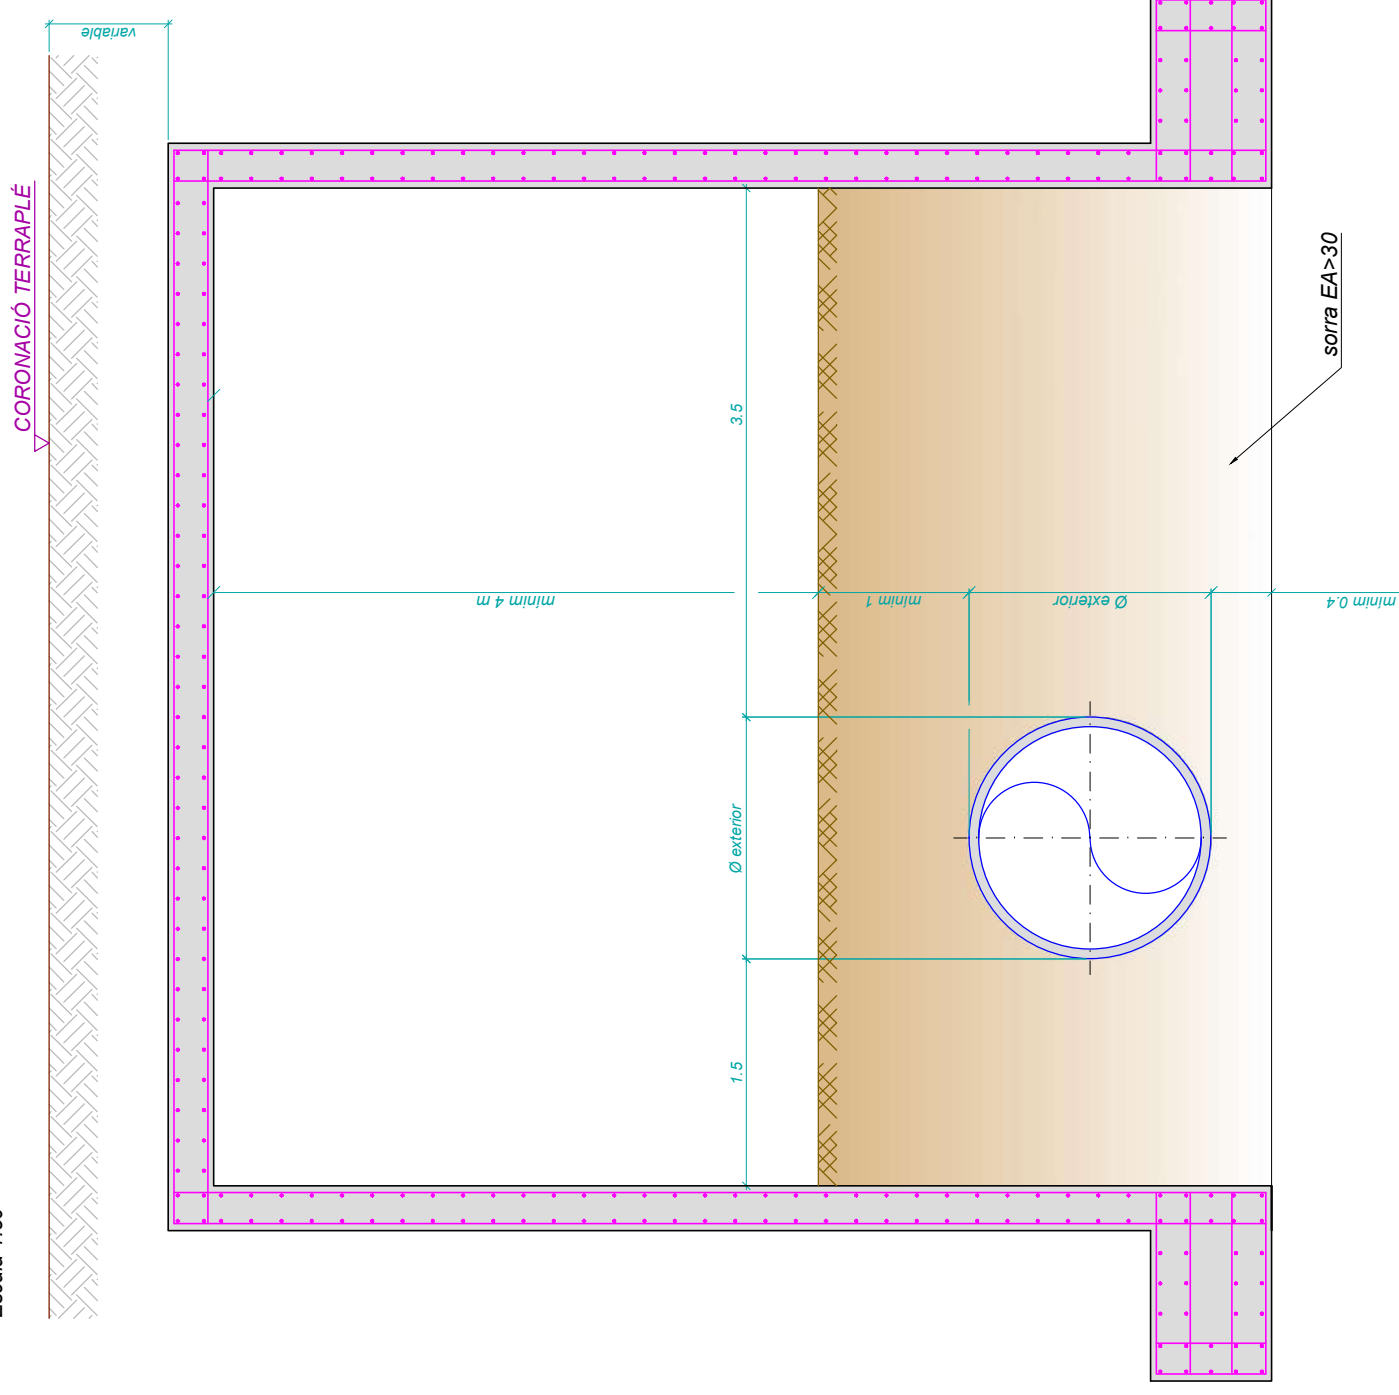 variable
CORONACIÓ TERRAPLÉ
3.5
mínim 4 m
mínim 1
Ø exterior
mínim 0.4
sorra EA>30
Ø exterior
1.5